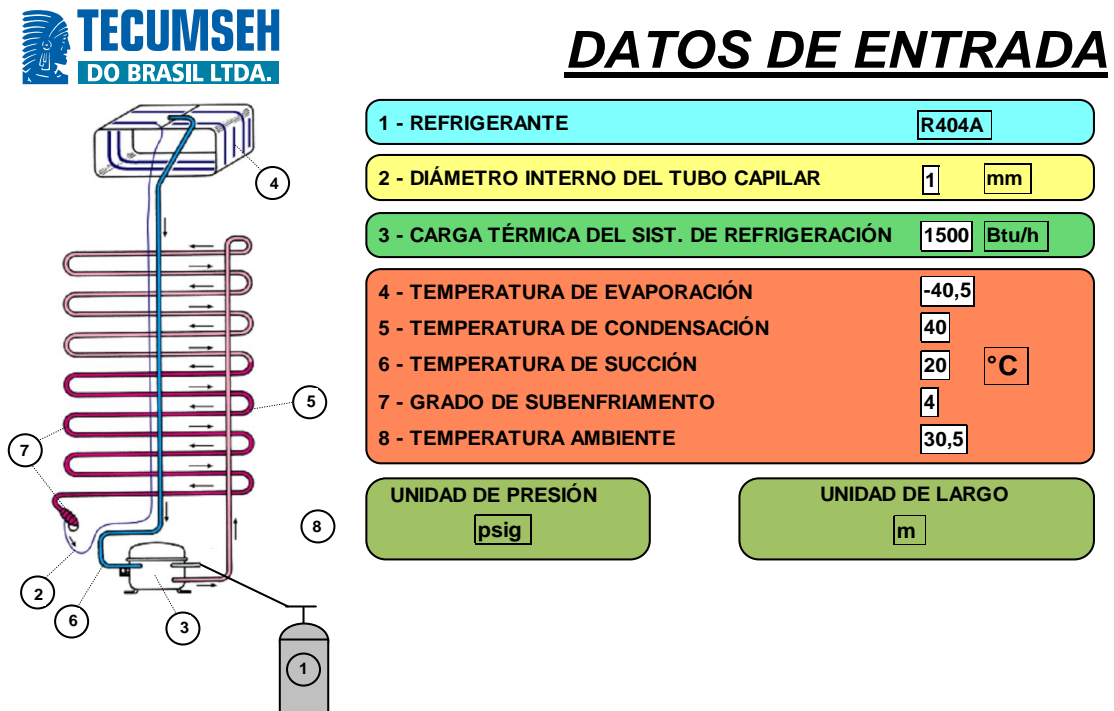 TECUMSEH
DO BRASIL LTDA.
DATOS DE ENTRADA
1 - REFRIGERANTE R404A
2 - DIÁMETRO INTERNO DEL TUBO CAPILAR 1 mm
3 - CARGA TÉRMICA DEL SIST. DE REFRIGERACIÓN 1500 Btu/h
4 - TEMPERATURA DE EVAPORACIÓN -40,5
5 - TEMPERATURA DE CONDENSACIÓN 40
6 - TEMPERATURA DE SUCCIÓN 20 °C
7 - GRADO DE SUBENFRIAMENTO 4
8 - TEMPERATURA AMBIENTE 30,5
UNIDAD DE PRESIÓN
psig
UNIDAD DE LARGO
m
4
5
7
8
2
6
3
1